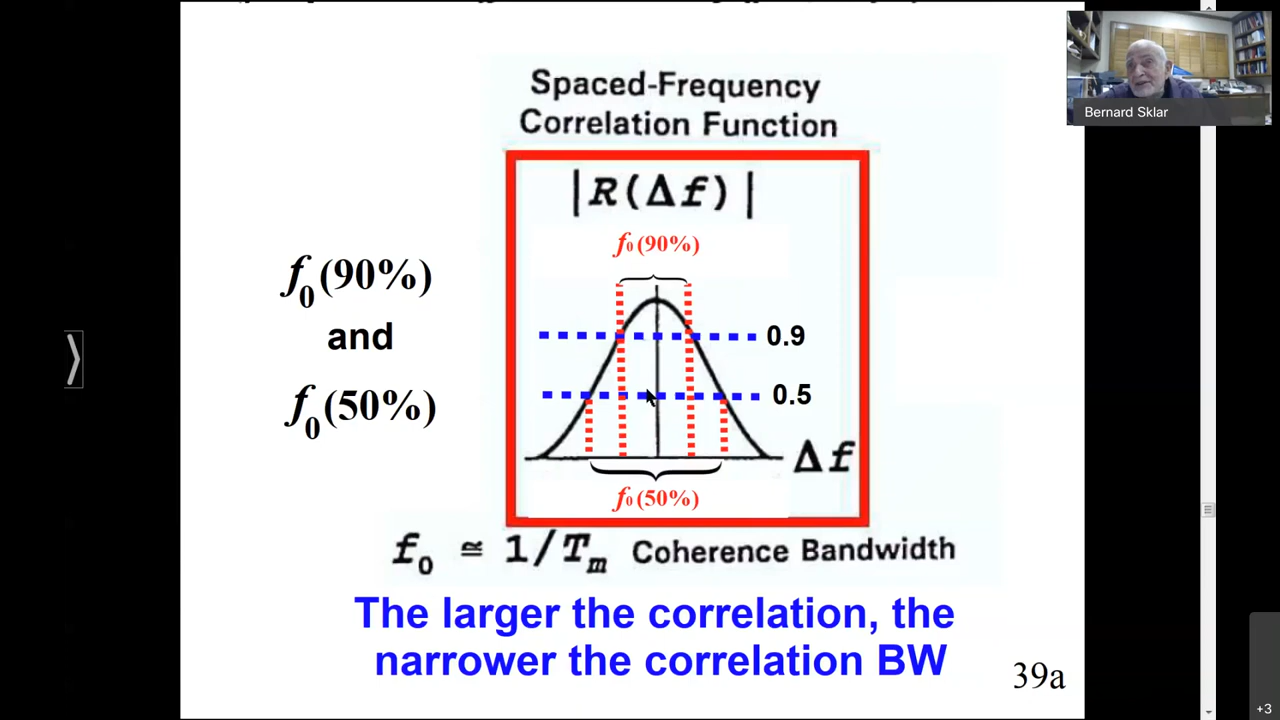 Spaced-Frequency
Correlation Function
|R(Δf)|
f₀(90%)
f₀(90%)
and
f₀(50%)
0.9
0.5
Δf
f₀(50%)
f₀ ≅ 1/Tₘ Coherence Bandwidth
The larger the correlation, the
narrower the correlation BW
39a
Bernard Sklar
+3